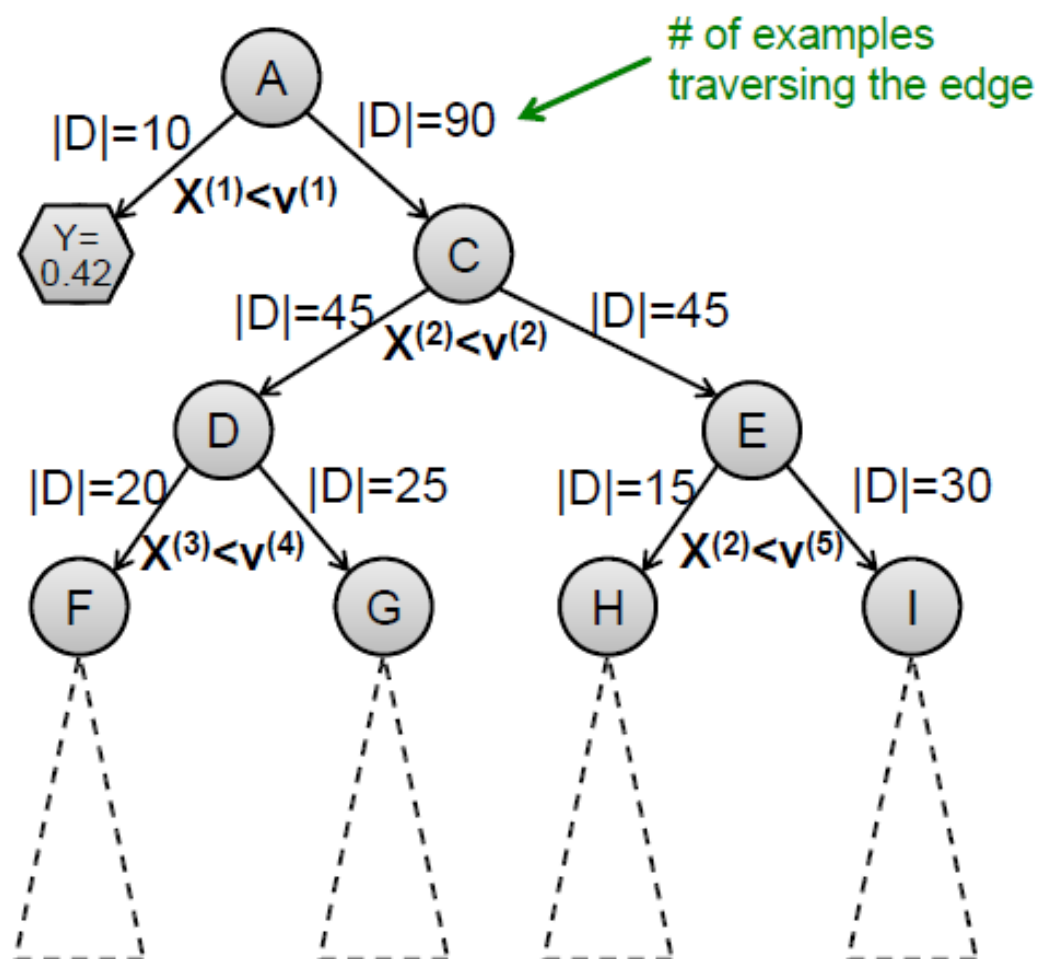 # of examples
traversing the edge
A
|D|=10
|D|=90
X⁽¹⁾<v⁽¹⁾
Y=
0.42
C
|D|=45
|D|=45
X⁽²⁾<v⁽²⁾
D
E
|D|=20
|D|=25
|D|=15
|D|=30
X⁽³⁾<v⁽⁴⁾
X⁽²⁾<v⁽⁵⁾
F
G
H
I